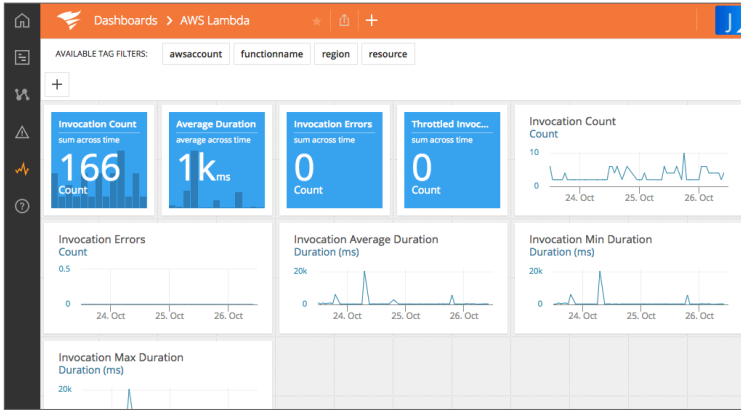 Dashboards > AWS Lambda
J
AVAILABLE TAG FILTERS: awsaccount functionname region resource
Invocation Count
sum across time
166
Count
Average Duration
average across time
1k ms
Invocation Errors
sum across time
0
Count
Throttled Invoc...
sum across time
0
Count
Invocation Count
Count
10
0
24. Oct 25. Oct 26. Oct
Invocation Errors
Count
0.5
0
24. Oct 25. Oct 26. Oct
Invocation Average Duration
Duration (ms)
20k
0
24. Oct 25. Oct 26. Oct
Invocation Min Duration
Duration (ms)
20k
0
24. Oct 25. Oct 26. Oct
Invocation Max Duration
Duration (ms)
20k